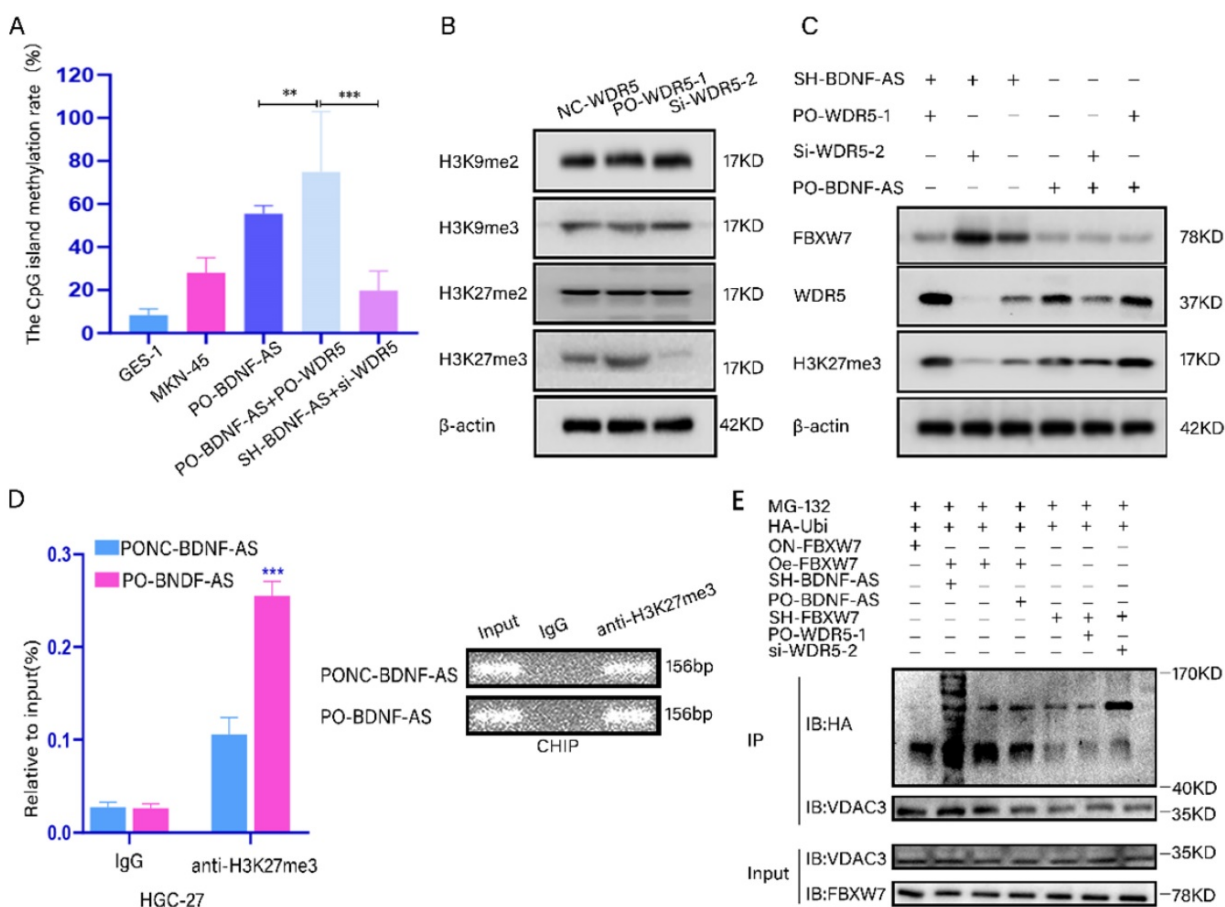 A
The CpG island methylation rate (%)
120
100
80
60
40
20
0
** ***
GES-1
MKN-45
PO-BDNF-AS
PO-BDNF-AS+PO-WDR5
SH-BDNF-AS+si-WDR5
B
NC-WDR5 PO-WDR5-1 Si-WDR5-2
H3K9me2 17KD
H3K9me3 17KD
H3K27me2 17KD
H3K27me3 17KD
β-actin 42KD
C
SH-BDNF-AS + + + − − −
PO-WDR5-1 + − − − − +
Si-WDR5-2 − + − − + −
PO-BDNF-AS − − − + + +
FBXW7 78KD
WDR5 37KD
H3K27me3 17KD
β-actin 42KD
D
PONC-BDNF-AS
PO-BNDF-AS
Relative to input(%)
0.3
0.2
0.1
0.0
***
IgG anti-H3K27me3
HGC-27
Input IgG anti-H3K27me3
PONC-BDNF-AS 156bp
PO-BDNF-AS 156bp
CHIP
E
MG-132 + + + + + + +
HA-Ubi + + + + + + +
ON-FBXW7 + − − − − − −
Oe-FBXW7 − + + + − − −
SH-BDNF-AS − + − − − − −
PO-BDNF-AS − − − + − − −
SH-FBXW7 − − − − + + +
PO-WDR5-1 − − − − − + −
si-WDR5-2 − − − − − − +
170KD
IP
IB:HA
40KD
IB:VDAC3 35KD
Input
IB:VDAC3 35KD
IB:FBXW7 78KD